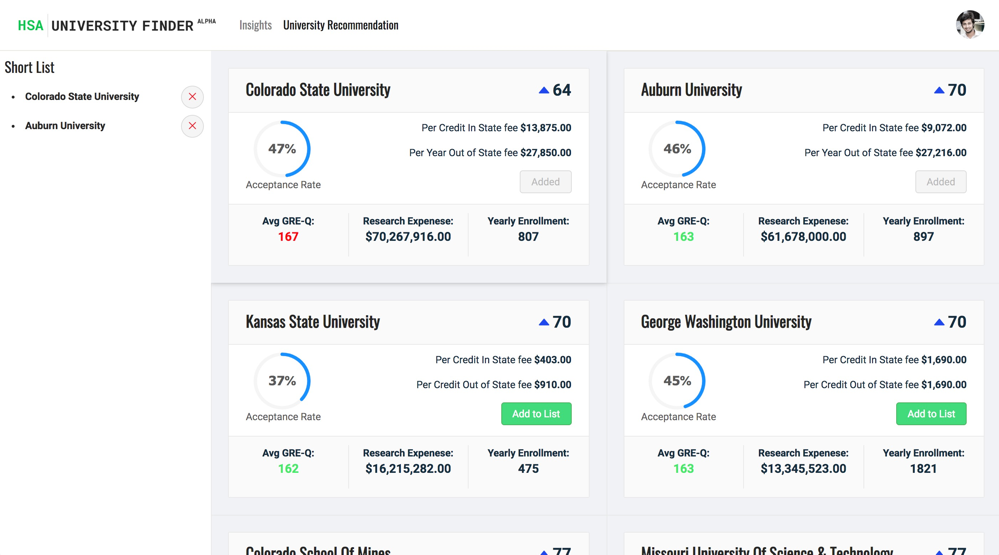 HSA UNIVERSITY FINDER ALPHA
Insights University Recommendation
Short List
• Colorado State University
• Auburn University
Colorado State University 64
47%
Acceptance Rate
Per Credit In State fee $13,875.00
Per Year Out of State fee $27,850.00
Added
Avg GRE-Q: Research Expenese: Yearly Enrollment:
167 $70,267,916.00 807
Auburn University 70
46%
Acceptance Rate
Per Credit In State fee $9,072.00
Per Year Out of State fee $27,216.00
Added
Avg GRE-Q: Research Expenese: Yearly Enrollment:
163 $61,678,000.00 897
Kansas State University 70
37%
Acceptance Rate
Per Credit In State fee $403.00
Per Credit Out of State fee $910.00
Add to List
Avg GRE-Q: Research Expenese: Yearly Enrollment:
162 $16,215,282.00 475
George Washington University 70
45%
Acceptance Rate
Per Credit In State fee $1,690.00
Per Credit Out of State fee $1,690.00
Add to List
Avg GRE-Q: Research Expenese: Yearly Enrollment:
163 $13,345,523.00 1821
Colorado School Of Mines 77
Missouri University Of Science & Technology 77